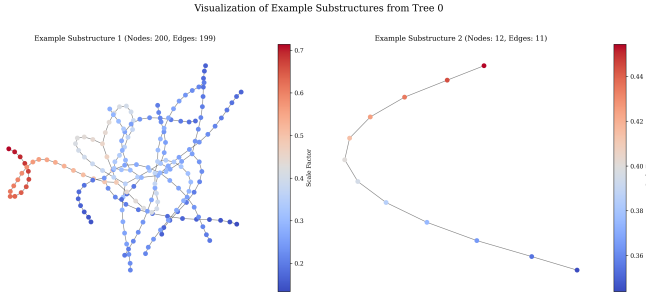 Visualization of Example Substructures from Tree 0
Example Substructure 1 (Nodes: 200, Edges: 199)
0.7
0.6
0.5
0.4
0.3
0.2
Scale Factor
Example Substructure 2 (Nodes: 12, Edges: 11)
0.44
0.42
0.40
0.38
0.36